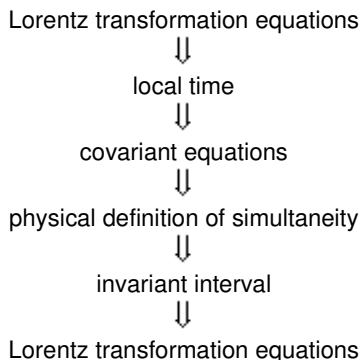 Lorentz transformation equations
⇓
local time
⇓
covariant equations
⇓
physical definition of simultaneity
⇓
invariant interval
⇓
Lorentz transformation equations